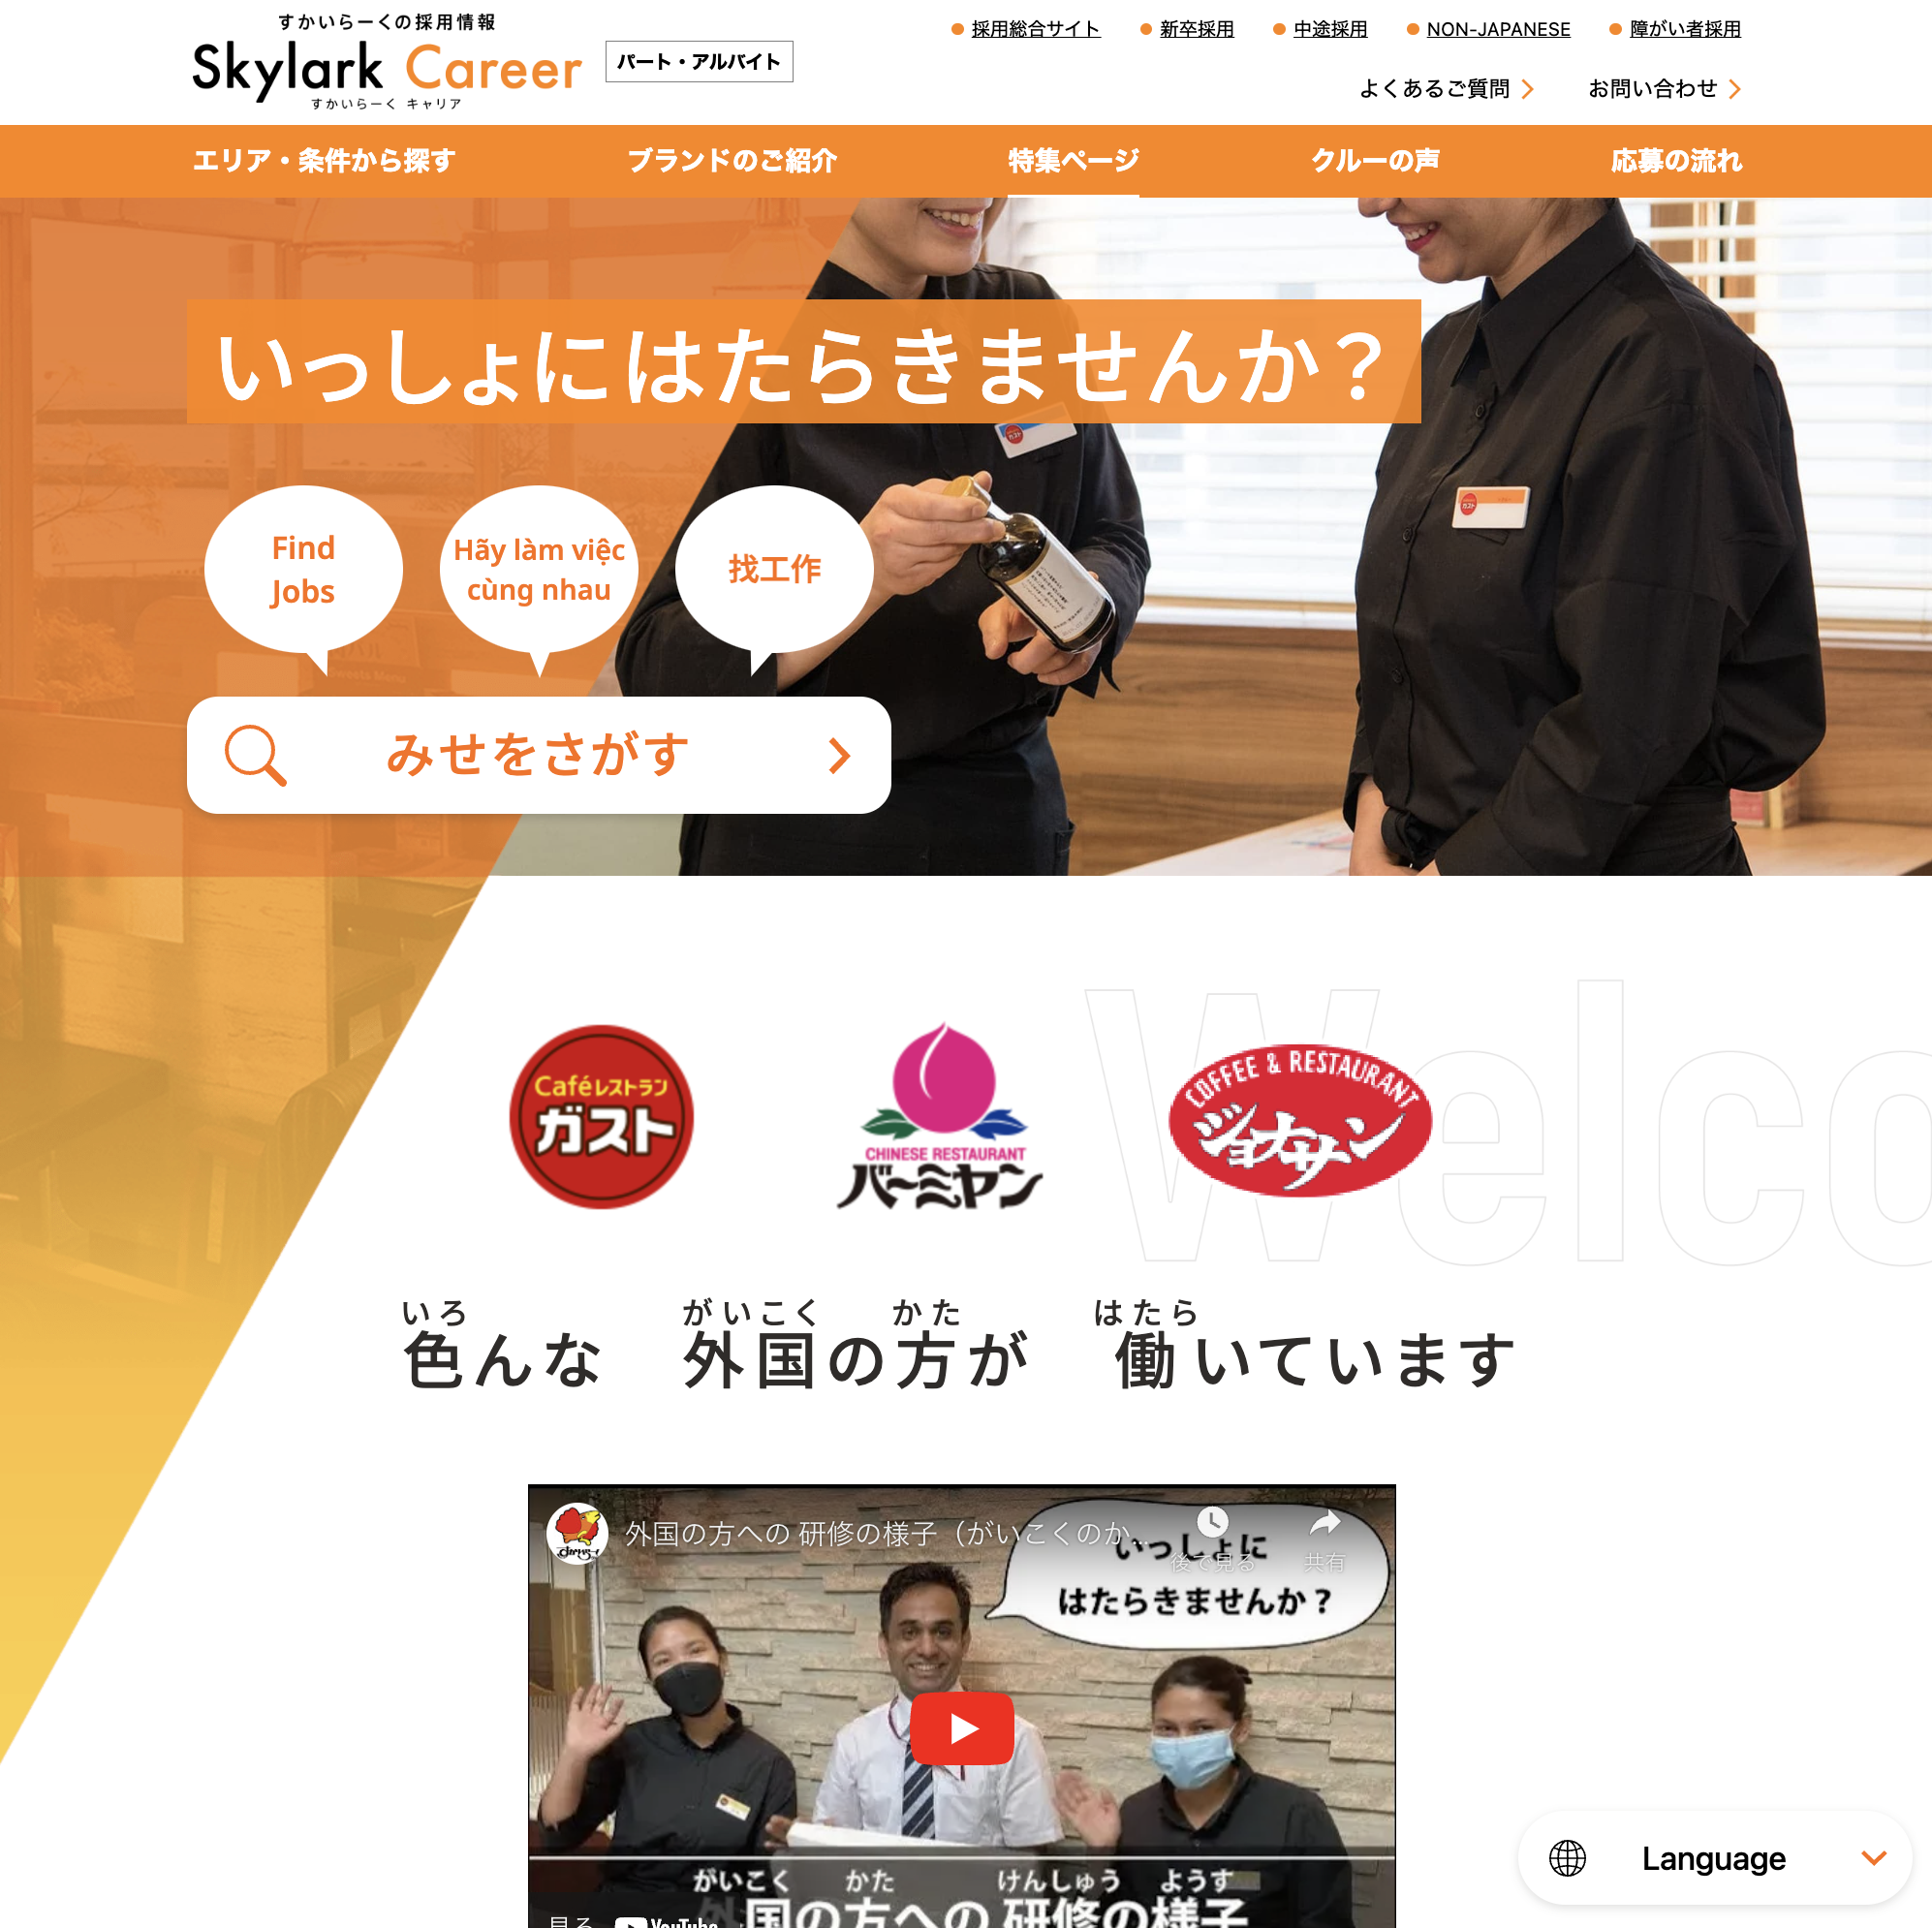 すかいらーくの採用情報
Skylark Career
すかいらーく キャリア
パート・アルバイト
採用総合サイト
新卒採用
中途採用
NON-JAPANESE
障がい者採用
よくあるご質問
お問い合わせ
エリア・条件から探す
ブランドのご紹介
特集ページ
クルーの声
応募の流れ
いっしょにはたらきませんか？
Find
Jobs
Hãy làm việc
cùng nhau
找工作
みせをさがす
ガスト
ガスト
Caféレストラン
ガスト
CHINESE RESTAURANT
バーミヤン
COFFEE & RESTAURANT
ジョナサン
Welco
いろ がいこく かた はたら
色んな 外国の方が 働いています
すかいらーく
外国の方への 研修の様子（がいこくのか...
後で見る
共有
いっしょに
はたらきませんか？
がいこく かた けんしゅう ようす
外国の方への 研修の様子
見る YouTube
Language